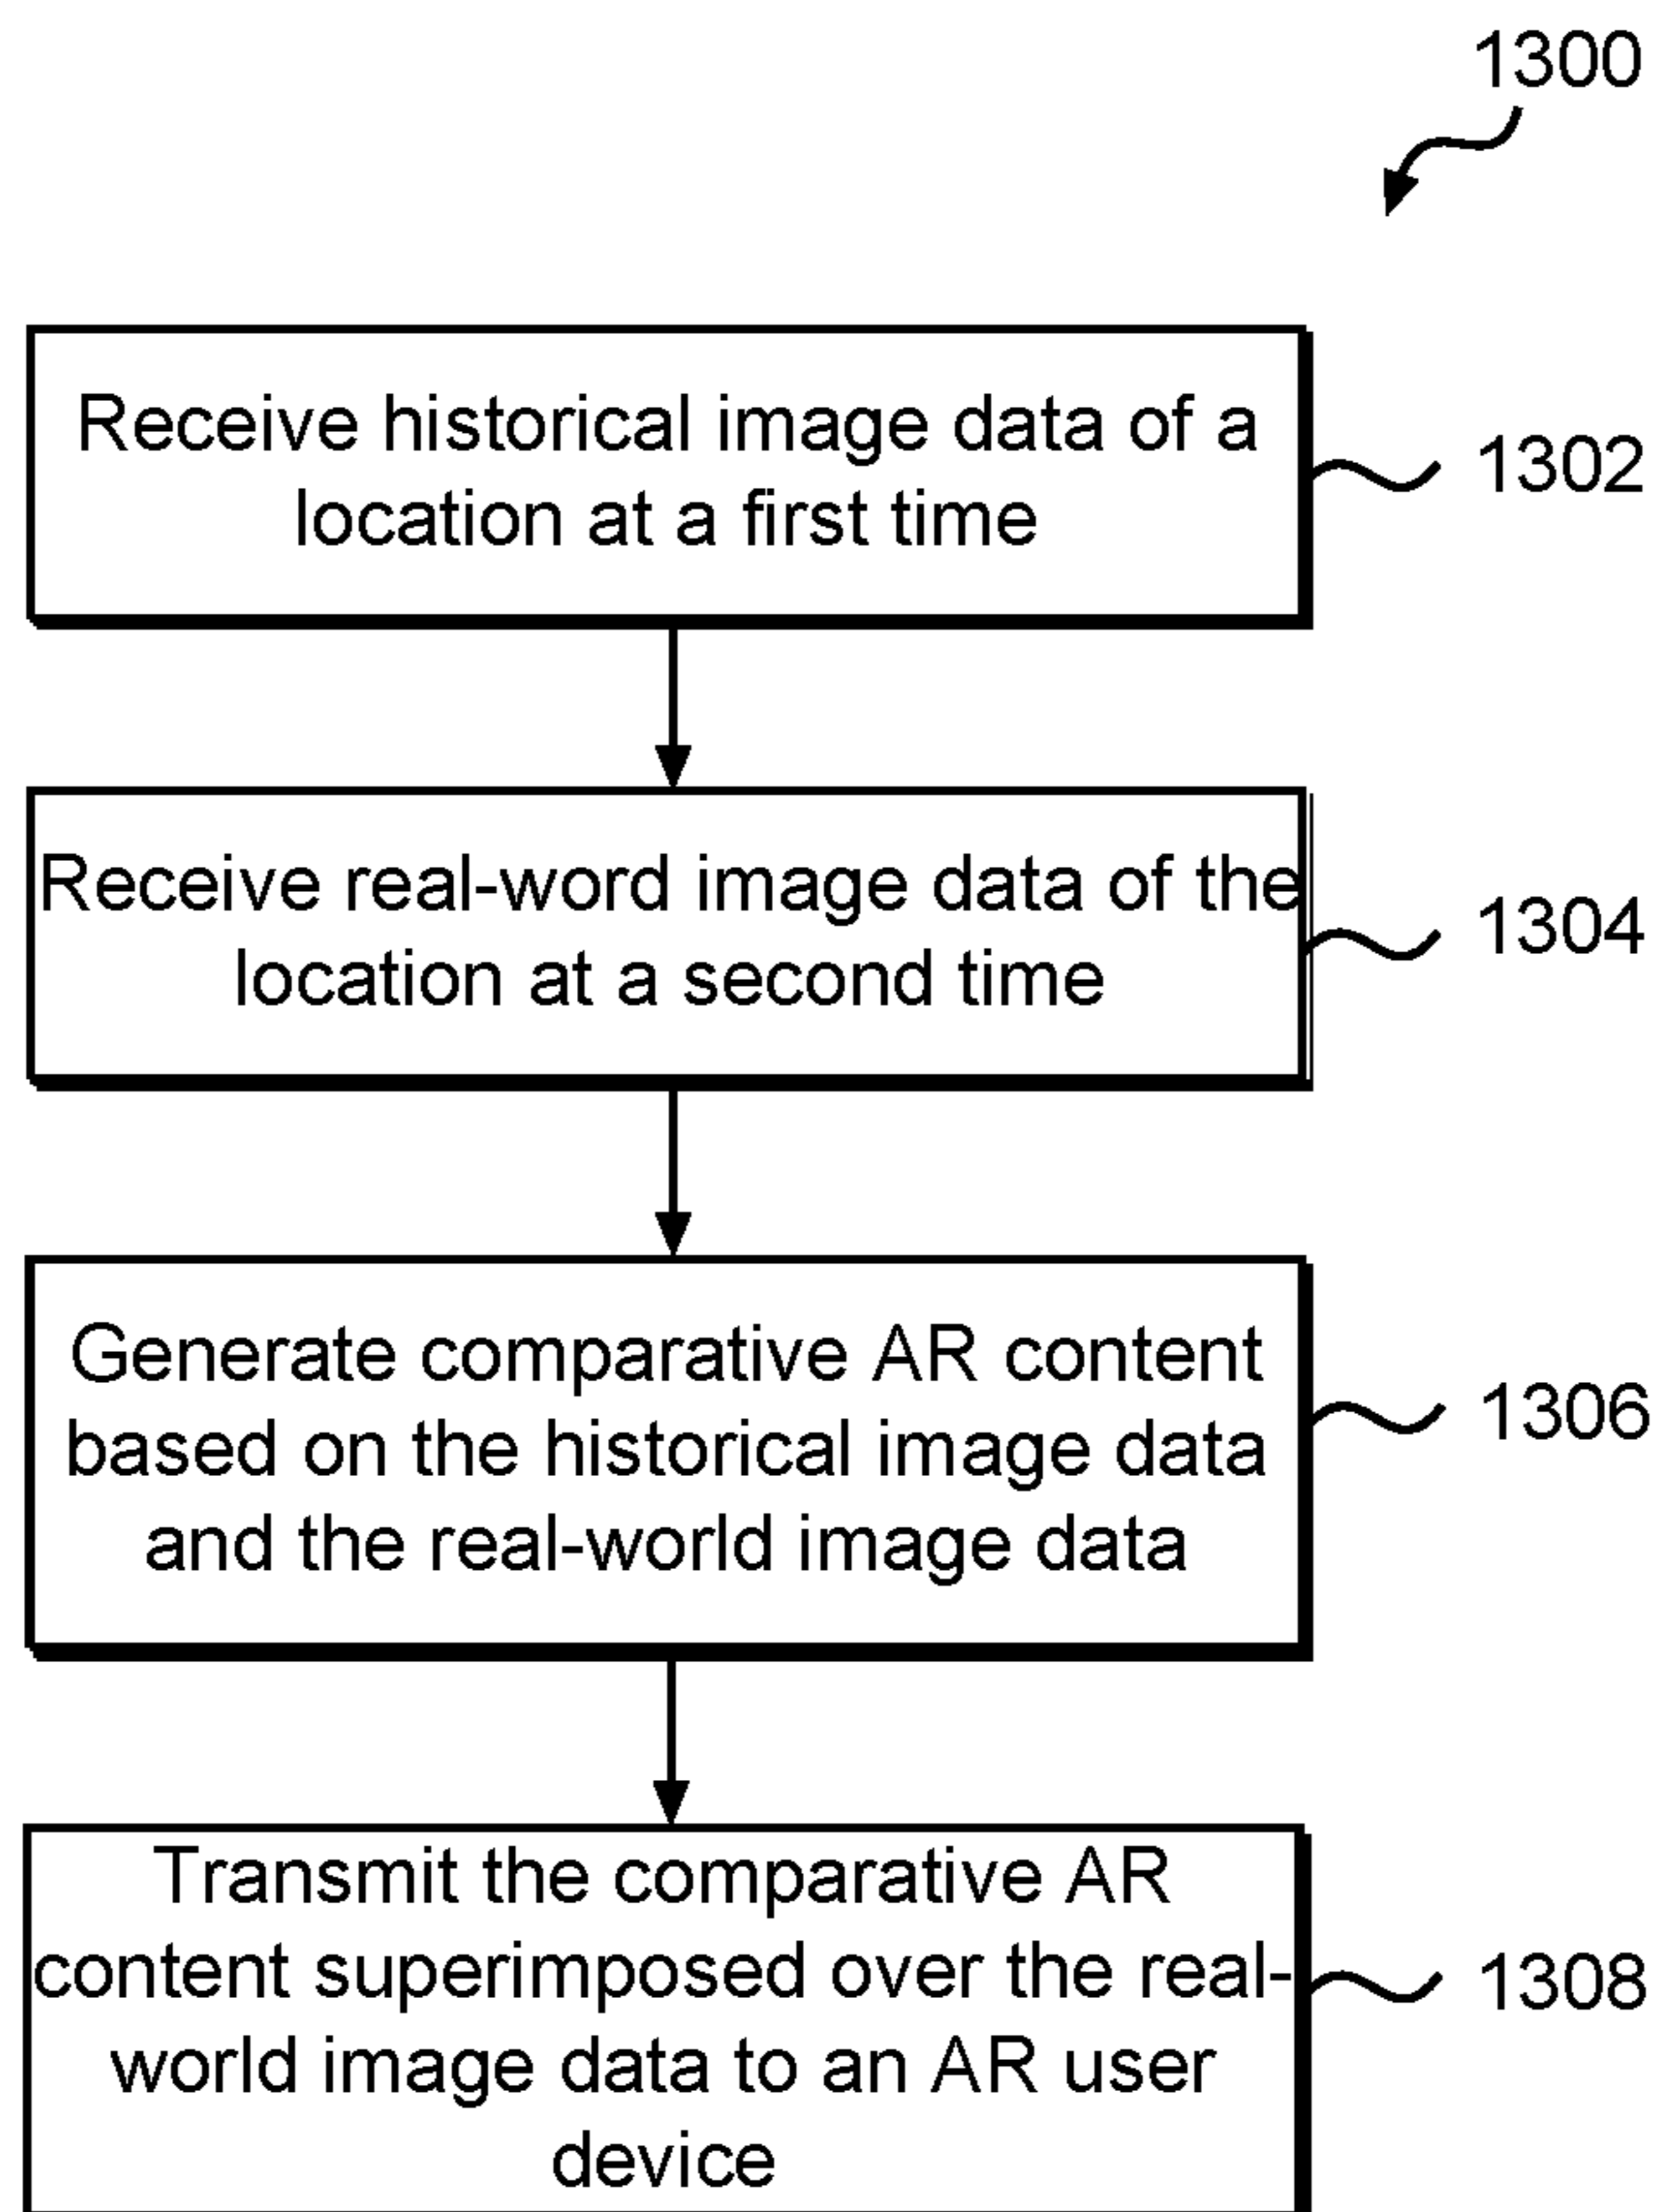 1300
Receive historical image data of a
location at a first time
1302
Receive real-word image data of the
location at a second time
1304
Generate comparative AR content
based on the historical image data
and the real-world image data
1306
Transmit the comparative AR
content superimposed over the real-
world image data to an AR user
device
1308